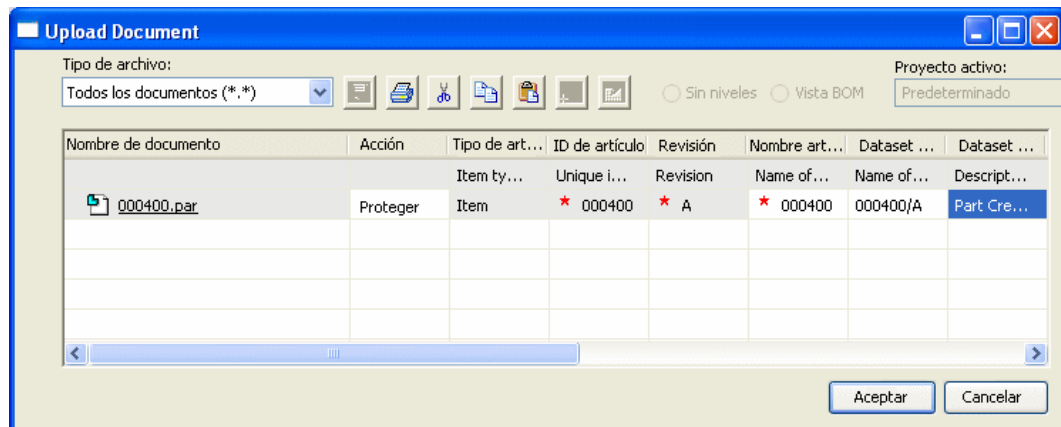 Upload Document
Tipo de archivo:
Proyecto activo:
Todos los documentos (*.*)
Sin niveles
Vista BOM
Predeterminado
Nombre de documento Acción Tipo de art... ID de artículo Revisión Nombre art... Dataset ... Dataset ...
Item ty... Unique i... Revision Name of... Name of... Descript...
000400.par Proteger Item * 000400 * A * 000400 000400/A Part Cre...
Aceptar Cancelar